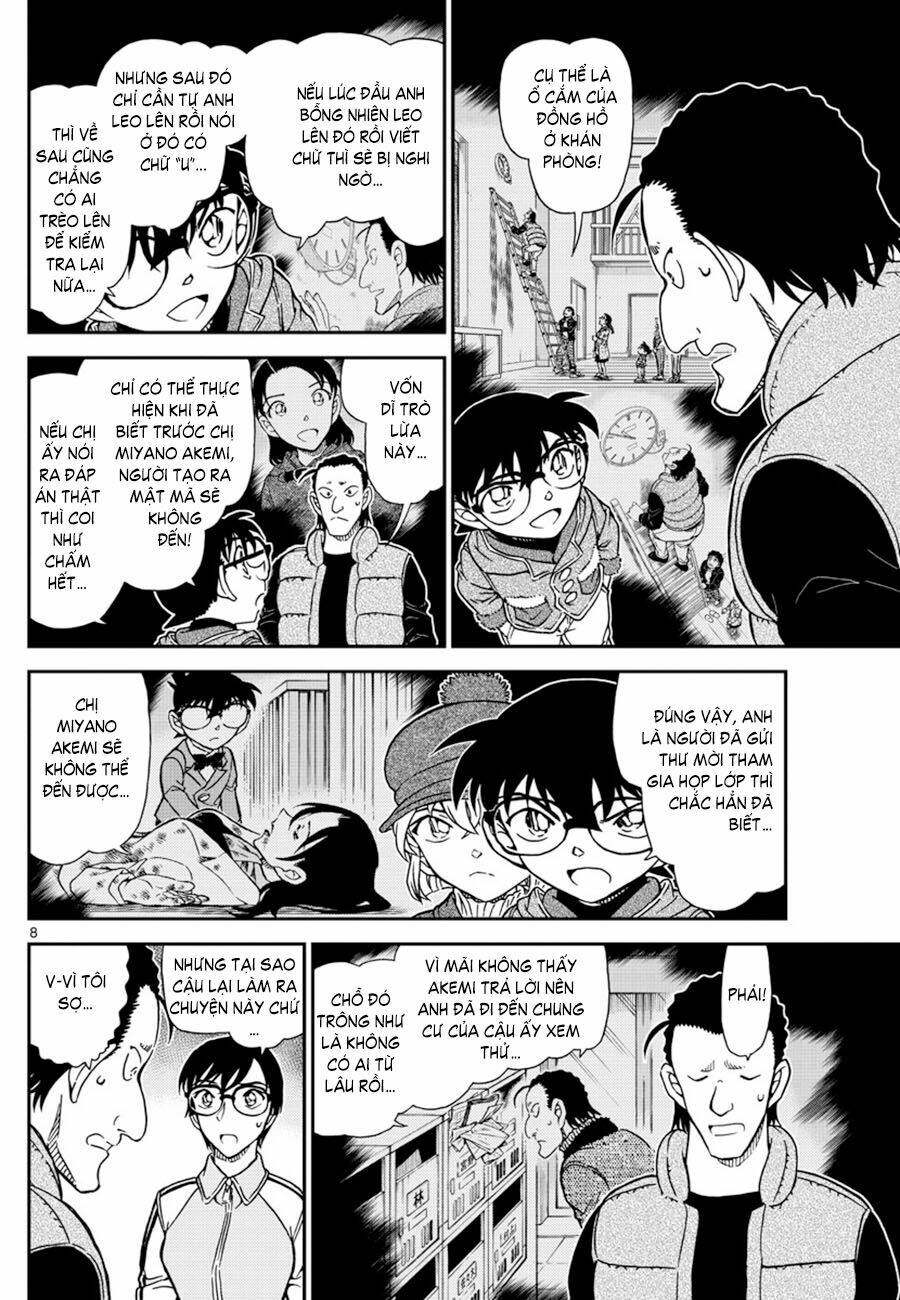 CỤ THỂ LÀ
Ổ CẮM CỦA
ĐỒNG HỒ
Ở KHÁN
PHÒNG!
NẾU LÚC ĐẦU ANH
BỖNG NHIÊN LEO
LÊN ĐÓ RỒI VIẾT
CHỮ THÌ SẼ BỊ NGHI
NGỜ...
NHƯNG SAU ĐÓ
CHỈ CẦN TỰ ANH
LEO LÊN RỒI NÓI
Ở ĐÓ CÓ
CHỮ "U"...
THÌ VỀ
SAU CŨNG
CHẲNG
CÓ AI
TRÈO LÊN
ĐỂ KIỂM
TRA LẠI
NỮA...
VỐN
DĨ TRÒ
LỪA
NÀY...
CHỈ CÓ THỂ THỰC
HIỆN KHI ĐÃ
BIẾT TRƯỚC CHỊ
MIYANO AKEMI,
NGƯỜI TẠO RA
MẬT MÃ SẼ
KHÔNG
ĐẾN!
NẾU CHỊ
ẤY NÓI
RA ĐÁP
ÁN THẬT
THÌ COI
NHƯ
CHẤM
HẾT...
ĐÚNG VẬY, ANH
LÀ NGƯỜI ĐÃ GỬI
THƯ MỜI THAM
GIA HỌP LỚP THÌ
CHẮC HẲN ĐÃ
BIẾT...
CHỊ
MIYANO
AKEMI SẼ
KHÔNG THỂ
ĐẾN ĐƯỢC...
8
PHẢI!
VÌ MÃI KHÔNG THẤY
AKEMI TRẢ LỜI NÊN
ANH ĐÃ ĐI ĐẾN CHUNG
CƯ CỦA CẬU ẤY XEM
THỬ...
CHỖ ĐÓ
TRÔNG NHƯ
LÀ KHÔNG
CÓ AI TỪ
LÂU RỒI...
林
NHƯNG TẠI SAO
CẬU LẠI LÀM RA
CHUYỆN NÀY CHỨ
...
V-VÌ TÔI
SỢ...